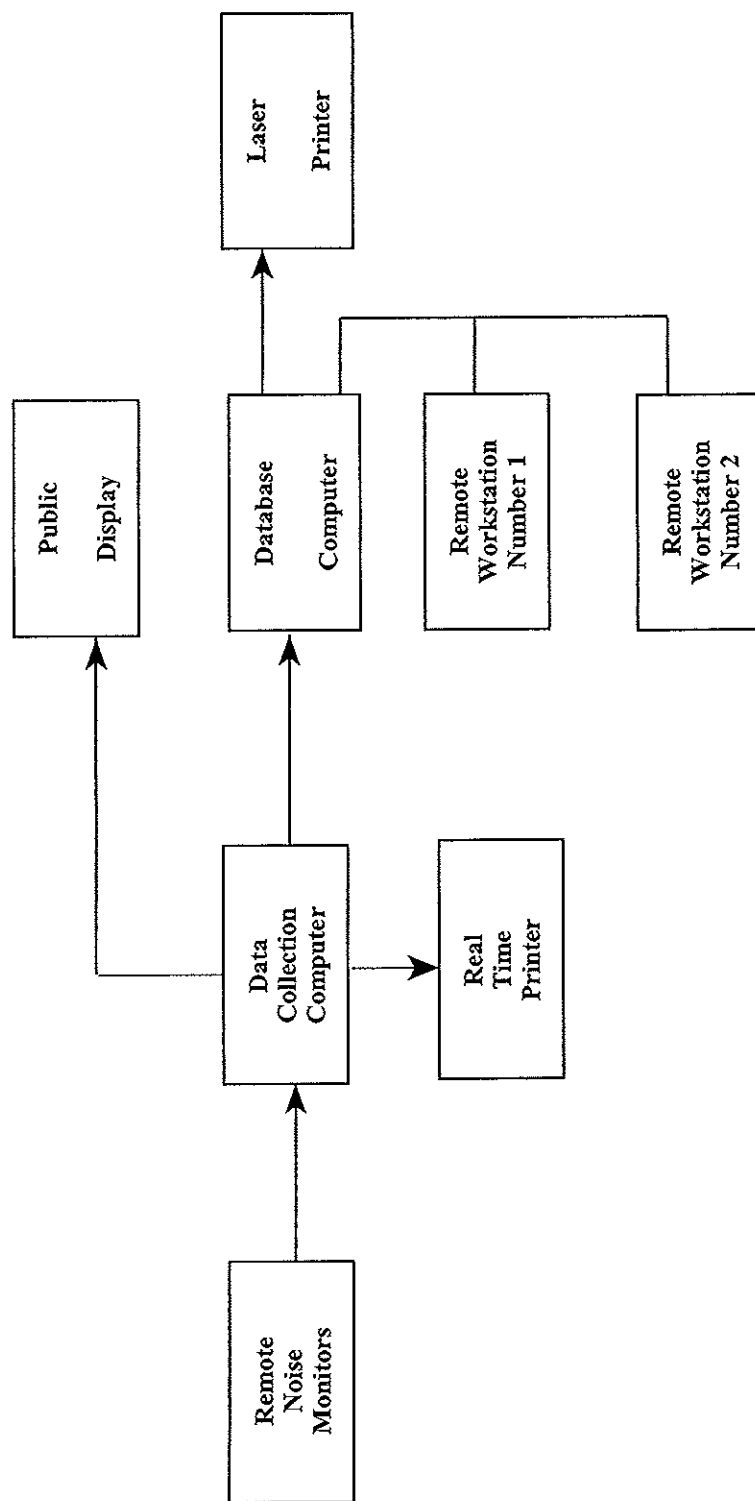 Public
Display
Laser
Printer
Database
Computer
Data
Collection
Computer
Remote
Noise
Monitors
Real
Time
Printer
Remote
Workstation
Number 1
Remote
Workstation
Number 2